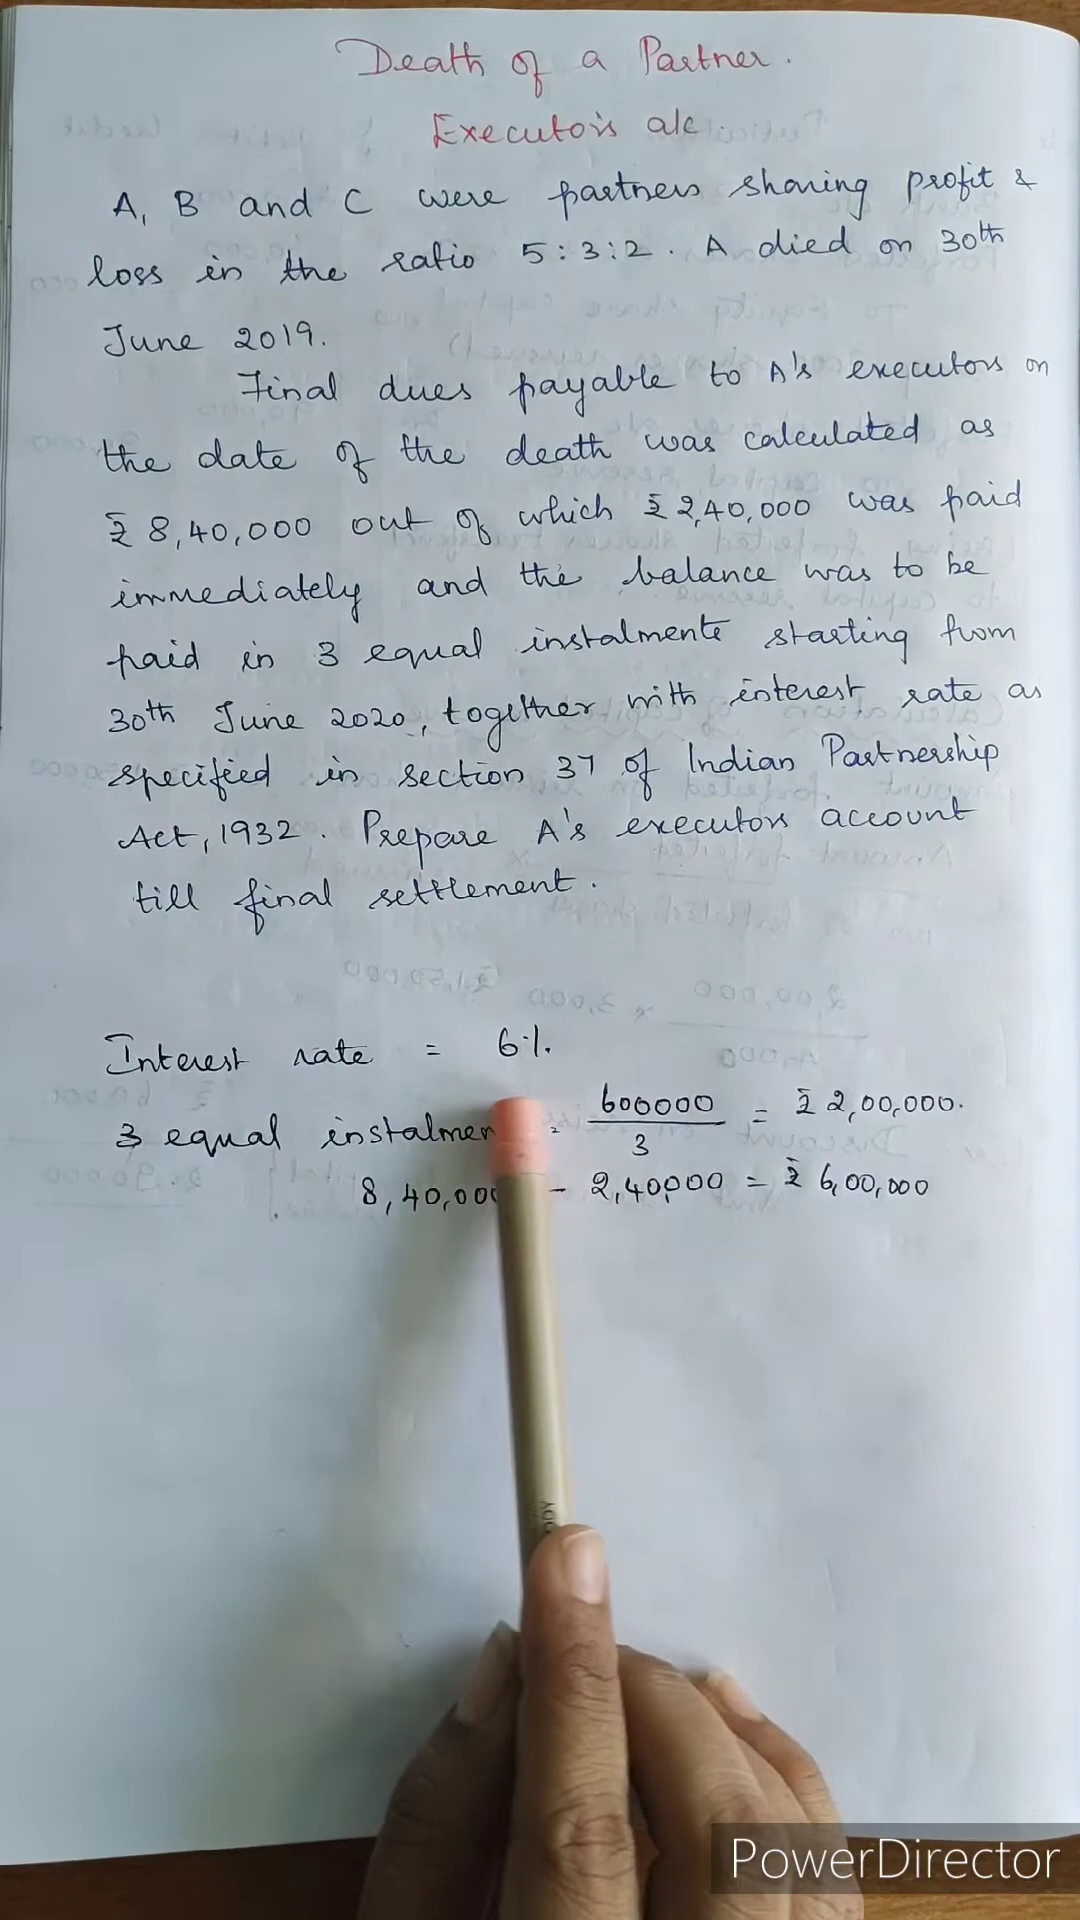 Death of a Partner.
Executors a/c
A, B and C were partners sharing profit &
loss in the ratio 5:3:2. A died on 30th
June 2019.
Final dues payable to A's executors on
the date of the death was calculated as
₹ 8,40,000 out of which ₹ 2,40,000 was paid
immediately and the balance was to be
paid in 3 equal instalments starting from
30th June 2020, together with interest rate as
specified in section 37 of Indian Partnership
Act, 1932. Prepare A's executors account
till final settlement.
Interest rate = 6%.
3 equal instalmen = 600000 / 3 = ₹ 2,00,000.
8,40,000 - 2,40,000 = ₹ 6,00,000
PowerDirector